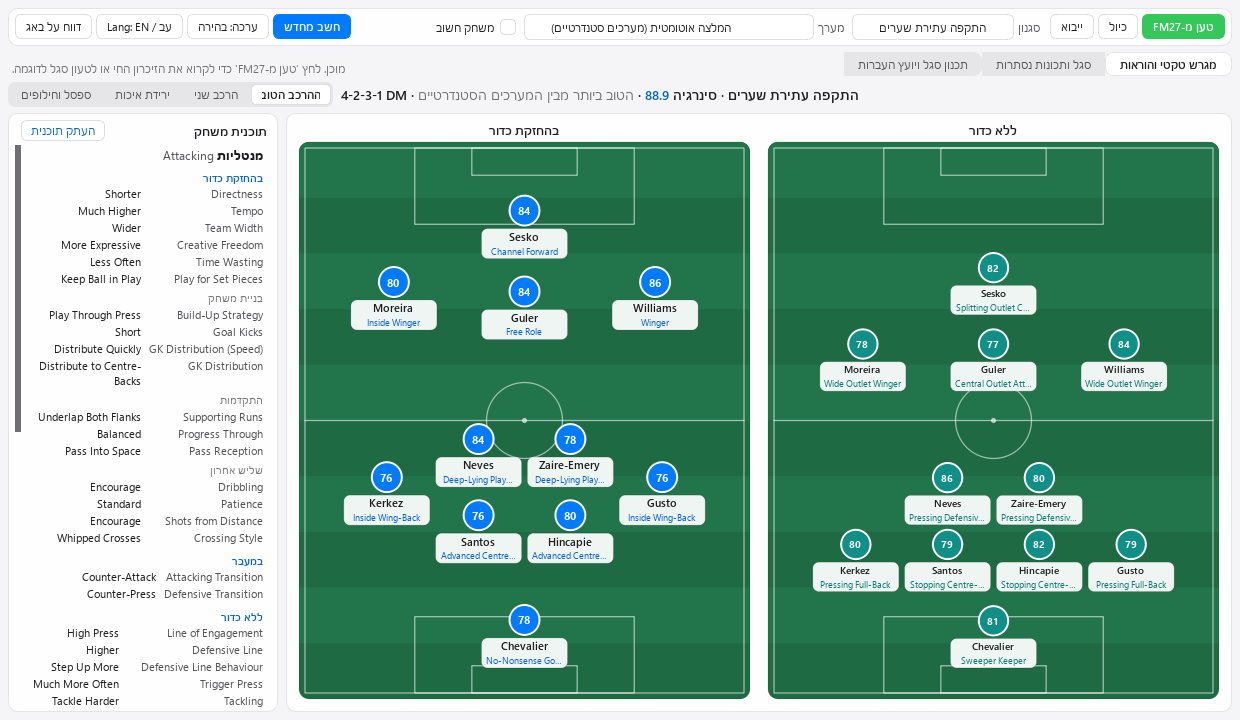 טען מ-FM27
כיול
ייבוא
סגנון
התקפה עתירת שערים
מערך
המלצה אוטומטית (מערכים סטנדרטיים)
משחק חשוב
חשב מחדש
ערכה: בהירה
Lang: EN / עב
דווח על באג
מגרש טקטי והוראות
סגל ותכונות נסתרות
תכנון סגל ויועץ העברות
מוכן. לחץ 'טען מ-FM27' כדי לקרוא את הזיכרון החי או לטעון סגל לדוגמה.
התקפה עתירת שערים · סינרגיה 88.9 · הטוב ביותר מבין המערכים הסטנדרטיים · 4-2-3-1 DM
ההרכב הטוב
הרכב שני
ירידת איכות
ספסל וחילופים
ללא כדור
82
Sesko
Splitting Outlet C...
78
Moreira
Wide Outlet Winger
77
Guler
Central Outlet Att...
84
Williams
Wide Outlet Winger
86
Neves
Pressing Defensiv...
80
Zaire-Emery
Pressing Defensiv...
80
Kerkez
Pressing Full-Back
79
Santos
Stopping Centre-...
82
Hincapie
Stopping Centre-...
79
Gusto
Pressing Full-Back
81
Chevalier
Sweeper Keeper
בהחזקת כדור
84
Sesko
Channel Forward
80
Moreira
Inside Winger
84
Guler
Free Role
86
Williams
Winger
84
Neves
Deep-Lying Play...
78
Zaire-Emery
Deep-Lying Play...
76
Kerkez
Inside Wing-Back
76
Santos
Advanced Centre...
80
Hincapie
Advanced Centre...
76
Gusto
Inside Wing-Back
78
Chevalier
No-Nonsense Go...
תוכנית משחק
העתק תוכנית
מנטליות Attacking
בהחזקת כדור
Directness Shorter
Tempo Much Higher
Team Width Wider
Creative Freedom More Expressive
Time Wasting Less Often
Play for Set Pieces Keep Ball in Play
בניית משחק
Build-Up Strategy Play Through Press
Goal Kicks Short
GK Distribution (Speed) Distribute Quickly
GK Distribution Distribute to Centre-
Backs
התקדמות
Supporting Runs Underlap Both Flanks
Progress Through Balanced
Pass Reception Pass Into Space
שליש אחרון
Dribbling Encourage
Patience Standard
Shots from Distance Encourage
Crossing Style Whipped Crosses
במעבר
Attacking Transition Counter-Attack
Defensive Transition Counter-Press
ללא כדור
Line of Engagement High Press
Defensive Line Higher
Defensive Line Behaviour Step Up More
Trigger Press Much More Often
Tackling Tackle Harder